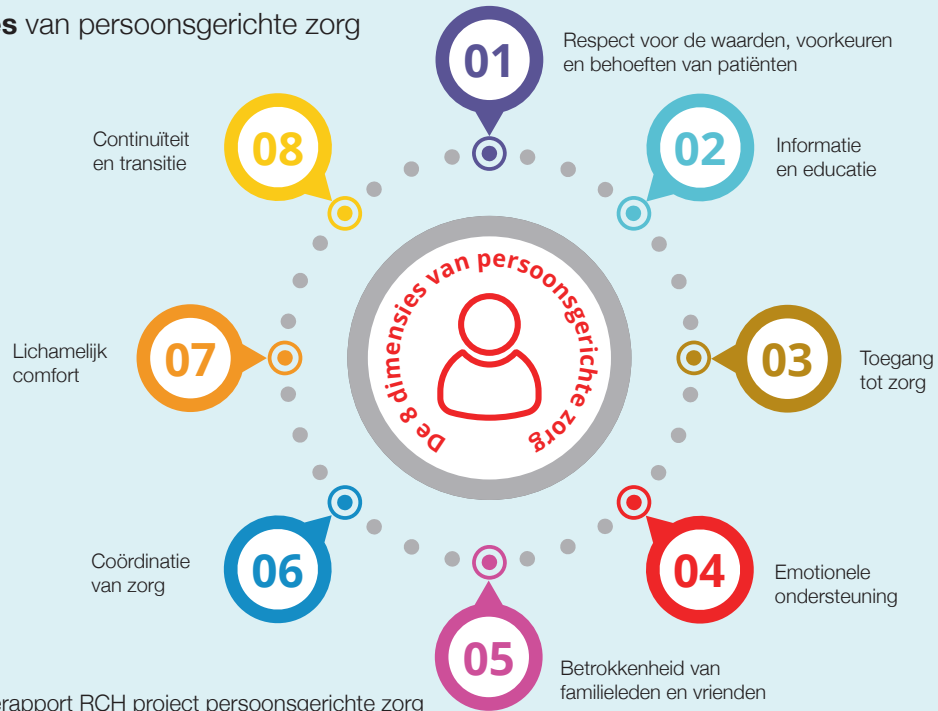 es van persoonsgerichte zorg
01
Respect voor de waarden, voorkeuren
en behoeften van patiënten
02
Informatie
en educatie
03
Toegang
tot zorg
04
Emotionele
ondersteuning
05
Betrokkenheid van
familieleden en vrienden
06
Coördinatie
van zorg
07
Lichamelijk
comfort
08
Continuïteit
en transitie
De 8 dimensies van persoonsgerichte zorg
erapport RCH project persoonsgerichte zorg